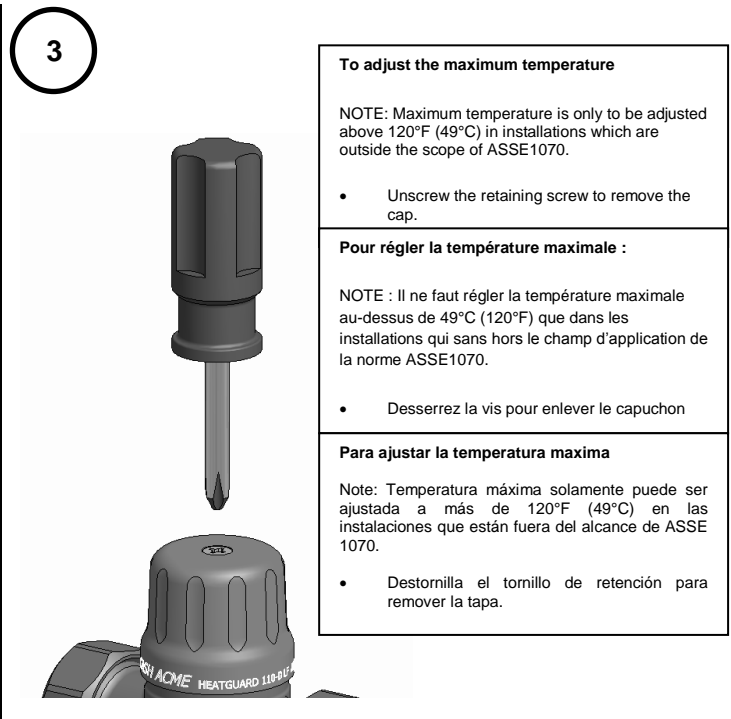 3
To adjust the maximum temperature
NOTE: Maximum temperature is only to be adjusted
above 120°F (49°C) in installations which are
outside the scope of ASSE1070.
• Unscrew the retaining screw to remove the
cap.
Pour régler la température maximale :
NOTE : Il ne faut régler la température maximale
au-dessus de 49°C (120°F) que dans les
installations qui sans hors le champ d’application de
la norme ASSE1070.
• Desserrez la vis pour enlever le capuchon
Para ajustar la temperatura maxima
Note: Temperatura máxima solamente puede ser
ajustada a más de 120°F (49°C) en las
instalaciones que están fuera del alcance de ASSE
1070.
• Destornilla el tornillo de retención para
remover la tapa.
ACME HEATGUARD 110-D LF